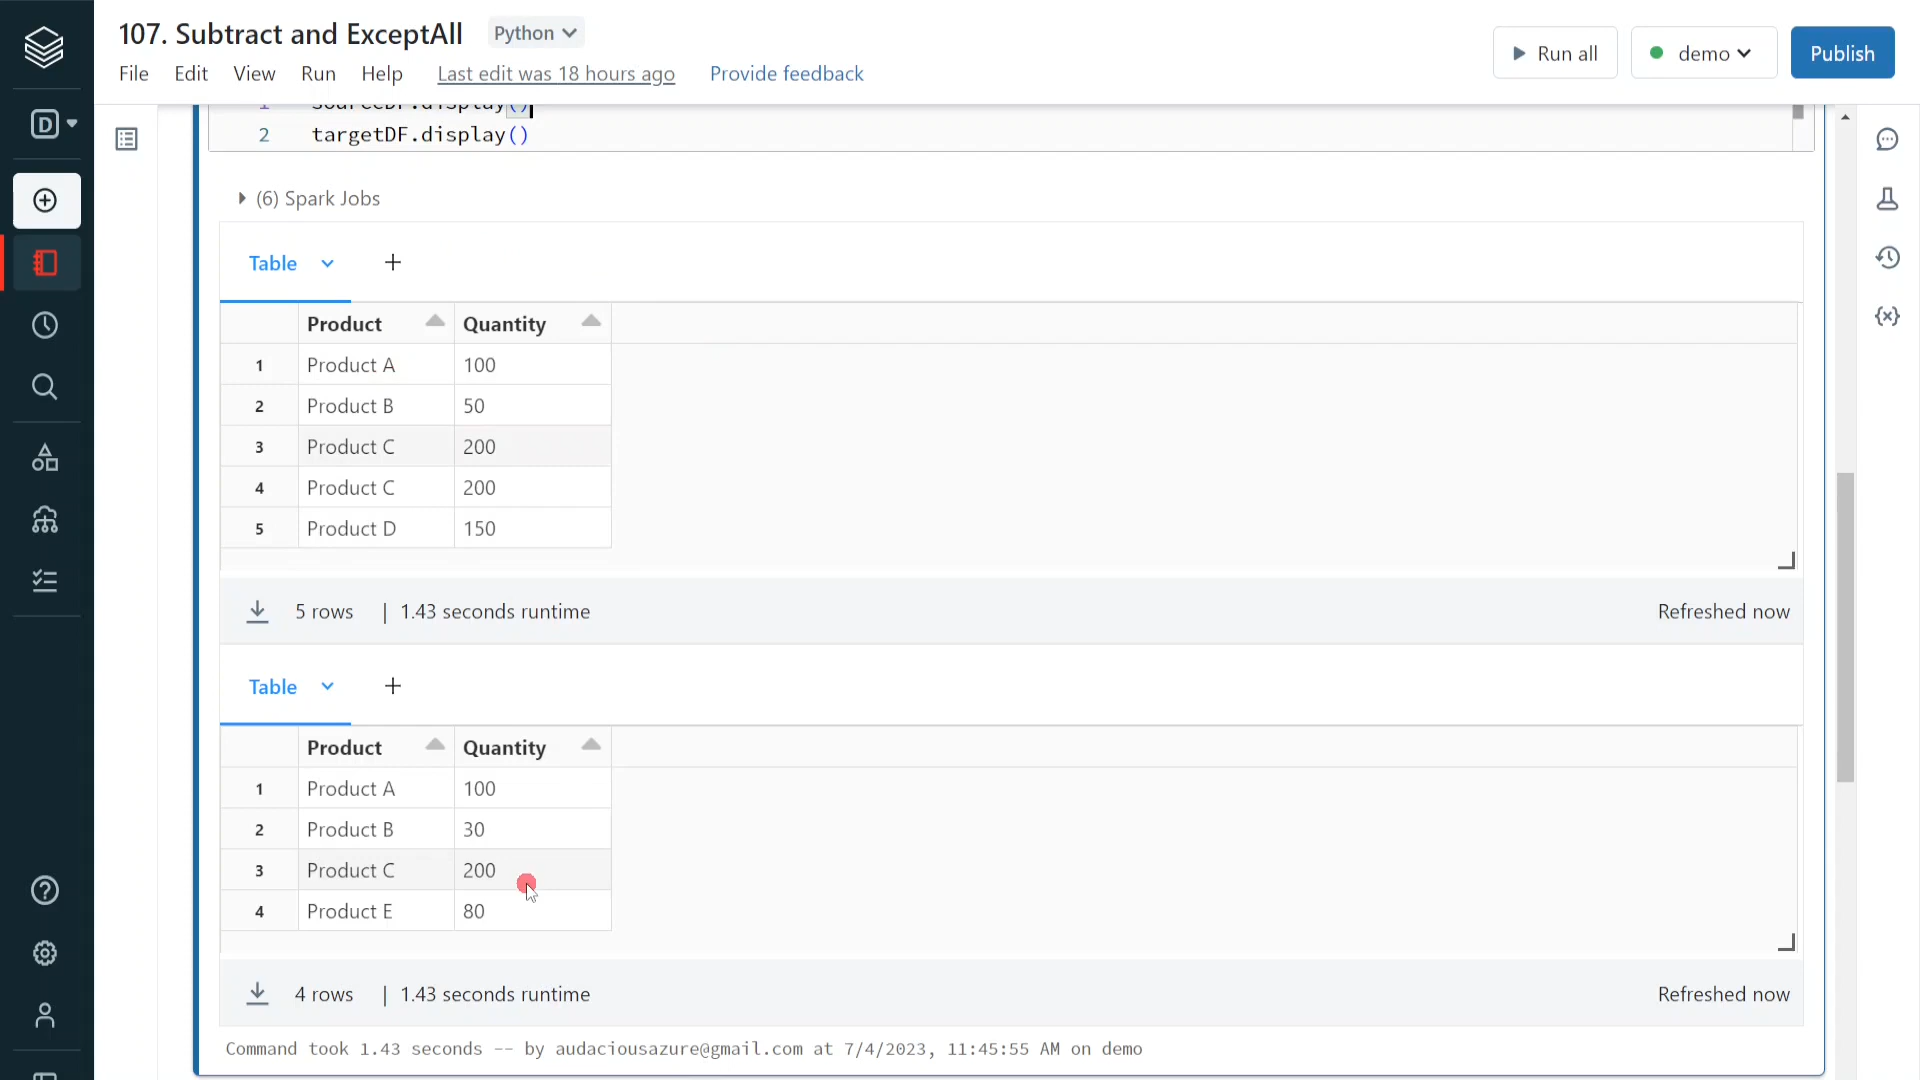 107. Subtract and ExceptAll Python
File Edit View Run Help Last edit was 18 hours ago Provide feedback
Run all demo Publish
D
1 sourceDF.display()
2 targetDF.display()
(6) Spark Jobs
Table +
Product Quantity
1 Product A 100
2 Product B 50
3 Product C 200
4 Product C 200
5 Product D 150
5 rows | 1.43 seconds runtime Refreshed now
Table +
Product Quantity
1 Product A 100
2 Product B 30
3 Product C 200
4 Product E 80
4 rows | 1.43 seconds runtime Refreshed now
Command took 1.43 seconds -- by audaciousazure@gmail.com at 7/4/2023, 11:45:55 AM on demo